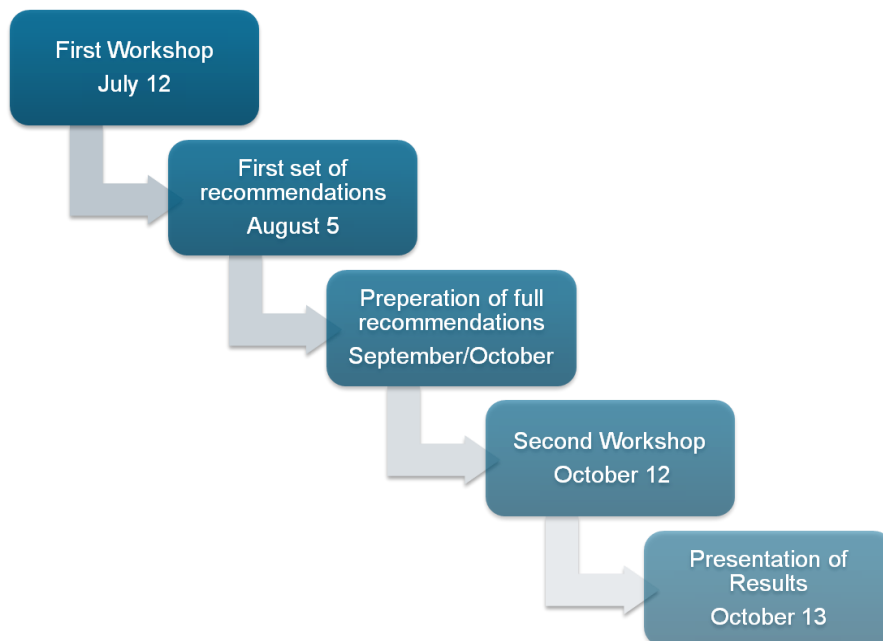 First Workshop
July 12
First set of
recommendations
August 5
Preperation of full
recommendations
September/October
Second Workshop
October 12
Presentation of
Results
October 13